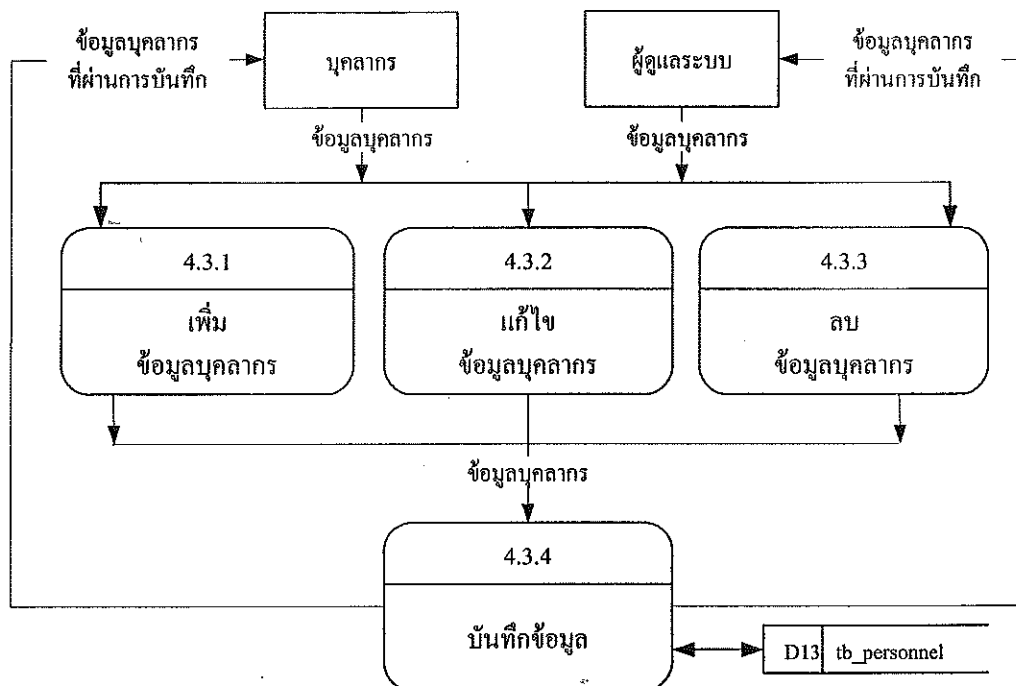 ข้อมูลบุคลากร
ที่ผ่านการบันทึก
บุคลากร
ผู้ดูแลระบบ
ข้อมูลบุคลากร
ที่ผ่านการบันทึก
ข้อมูลบุคลากร
ข้อมูลบุคลากร
4.3.1
เพิ่ม
ข้อมูลบุคลากร
4.3.2
แก้ไข
ข้อมูลบุคลากร
4.3.3
ลบ
ข้อมูลบุคลากร
ข้อมูลบุคลากร
4.3.4
บันทึกข้อมูล
D13 tb_personnel